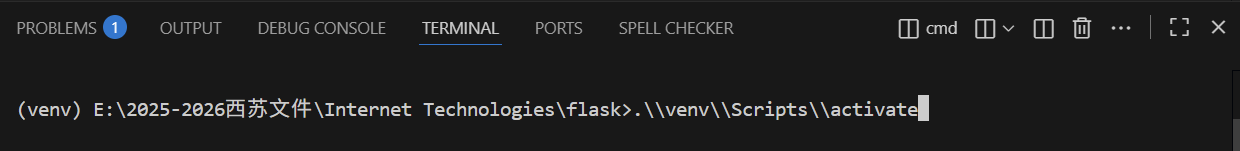 PROBLEMS 1 OUTPUT DEBUG CONSOLE TERMINAL PORTS SPELL CHECKER cmd
(venv) E:\2025-2026西苏文件\Internet Technologies\flask>.\\venv\\Scripts\\activate